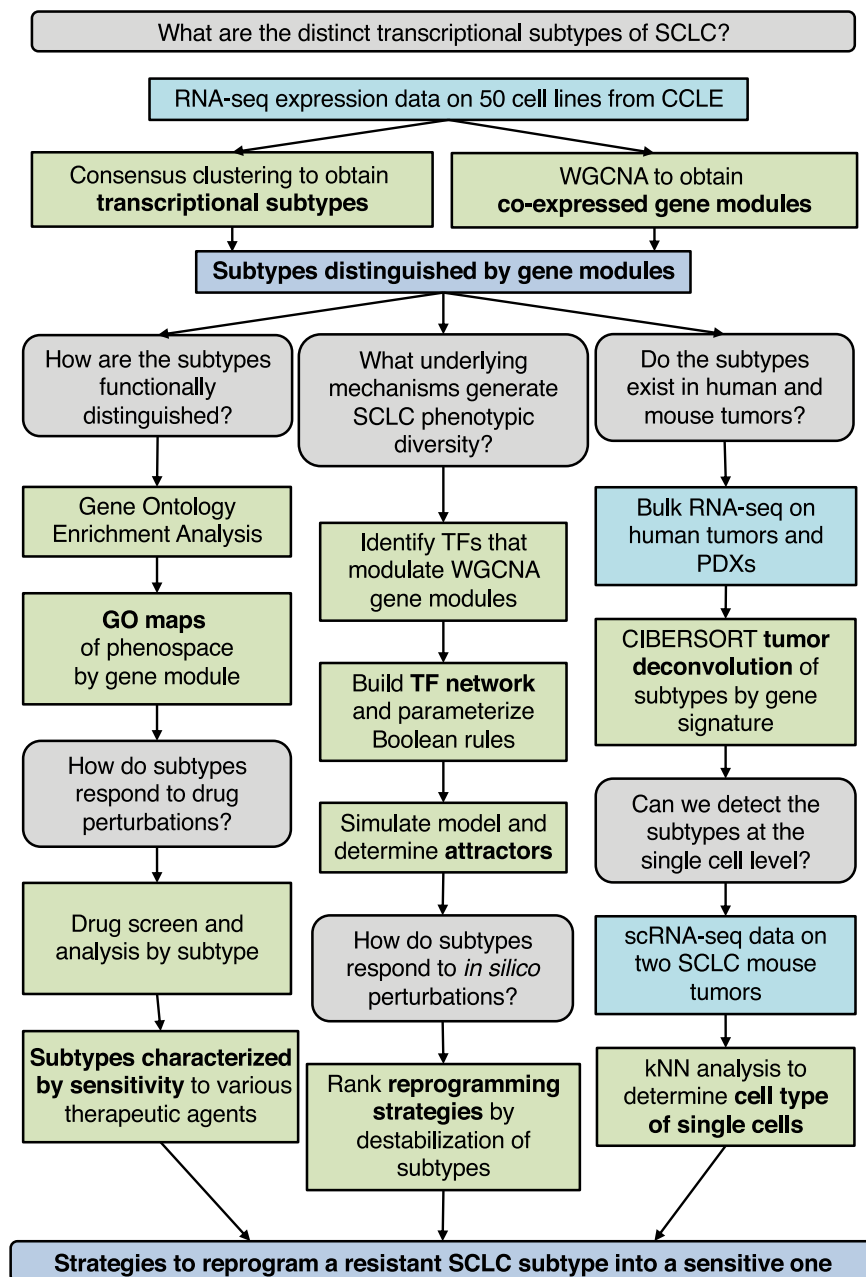 What are the distinct transcriptional subtypes of SCLC?
RNA-seq expression data on 50 cell lines from CCLE
Consensus clustering to obtain
transcriptional subtypes
WGCNA to obtain
co-expressed gene modules
Subtypes distinguished by gene modules
How are the subtypes
functionally
distinguished?
Gene Ontology
Enrichment Analysis
GO maps
of phenospace
by gene module
How do subtypes
respond to drug
perturbations?
Drug screen and
analysis by subtype
Subtypes characterized
by sensitivity to various
therapeutic agents
What underlying
mechanisms generate
SCLC phenotypic
diversity?
Identify TFs that
modulate WGCNA
gene modules
Build TF network
and parameterize
Boolean rules
Simulate model and
determine attractors
How do subtypes
respond to in silico
perturbations?
Rank reprogramming
strategies by
destabilization of
subtypes
Do the subtypes
exist in human and
mouse tumors?
Bulk RNA-seq on
human tumors and
PDXs
CIBERSORT tumor
deconvolution of
subtypes by gene
signature
Can we detect the
subtypes at the
single cell level?
scRNA-seq data on
two SCLC mouse
tumors
kNN analysis to
determine cell type
of single cells
Strategies to reprogram a resistant SCLC subtype into a sensitive one